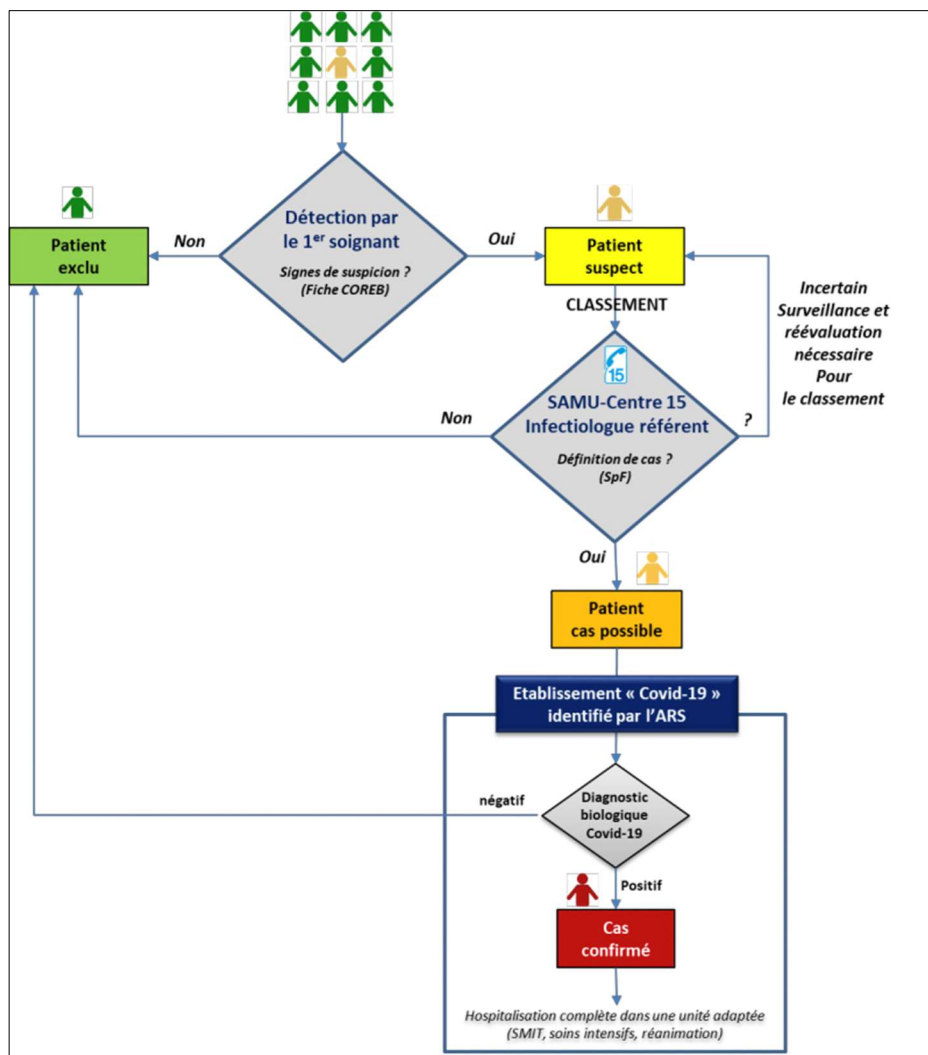 Détection par
le 1er soignant
Signes de suspicion ?
(Fiche COREB)
Non
Oui
Patient
exclu
Patient
suspect
CLASSEMENT
Incertain
Surveillance et
réévaluation
nécessaire
Pour
le classement
15
SAMU-Centre 15
Infectiologue référent
Définition de cas ?
(SpF)
Non
?
Oui
Patient
cas possible
Etablissement « Covid-19 »
identifié par l'ARS
Diagnostic
biologique
Covid-19
négatif
Positif
Cas
confirmé
Hospitalisation complète dans une unité adaptée
(SMIT, soins intensifs, réanimation)